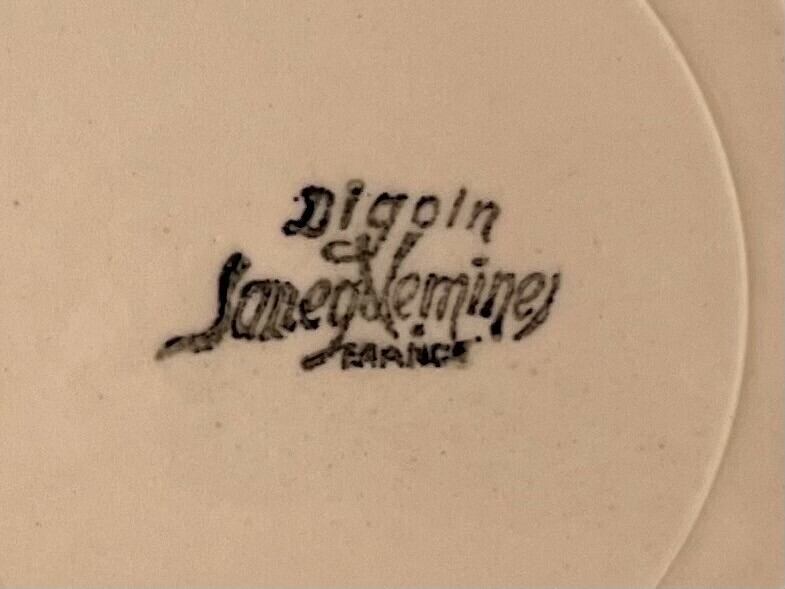 Digoin
&
Sarreguemines
FRANCE